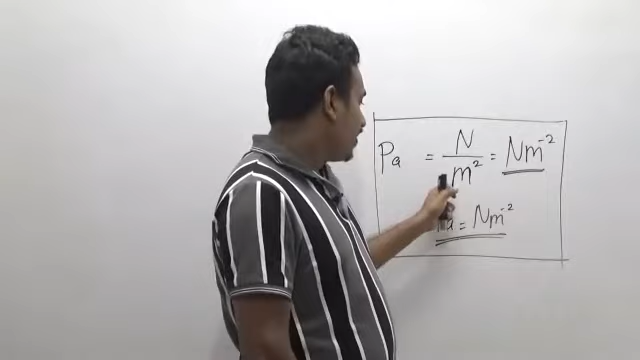 Pa = N/m² = Nm⁻²
a = Nm⁻²